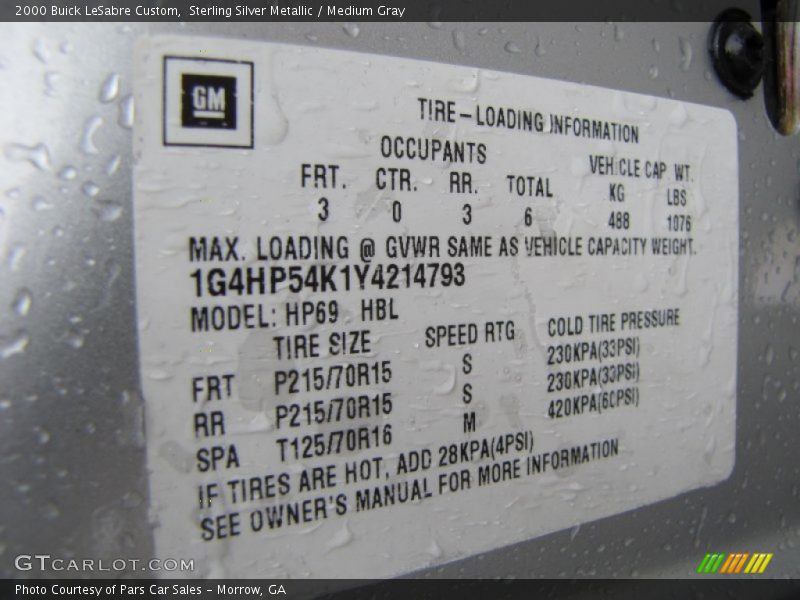 2000 Buick LeSabre Custom,  Sterling Silver Metallic / Medium Gray
GM
TIRE-LOADING INFORMATION
OCCUPANTS VEHICLE CAP. WT.
FRT. CTR. RR. TOTAL KG LBS
3 0 3 6 488 1076
MAX. LOADING @ GVWR SAME AS VEHICLE CAPACITY WEIGHT.
1G4HP54K1Y4214793
MODEL: HP69 HBL
TIRE SIZE SPEED RTG COLD TIRE PRESSURE
FRT P215/70R15 S 230KPA(33PSI)
RR P215/70R15 S 230KPA(33PSI)
SPA T125/70R16 M 420KPA(60PSI)
IF TIRES ARE HOT, ADD 28KPA(4PSI)
SEE OWNER'S MANUAL FOR MORE INFORMATION
GTCARLOT.COM
Photo Courtesy of Pars Car Sales - Morrow, GA